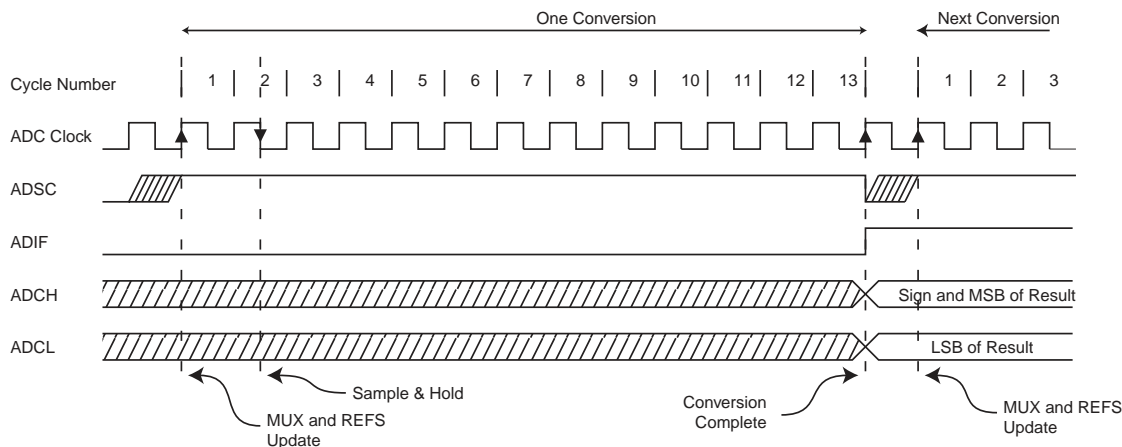 One Conversion
Next Conversion
Cycle Number 1 2 3 4 5 6 7 8 9 10 11 12 13 1 2 3
ADC Clock
ADSC
ADIF
ADCH
Sign and MSB of Result
ADCL
LSB of Result
MUX and REFS
Update
Sample & Hold
Conversion
Complete
MUX and REFS
Update